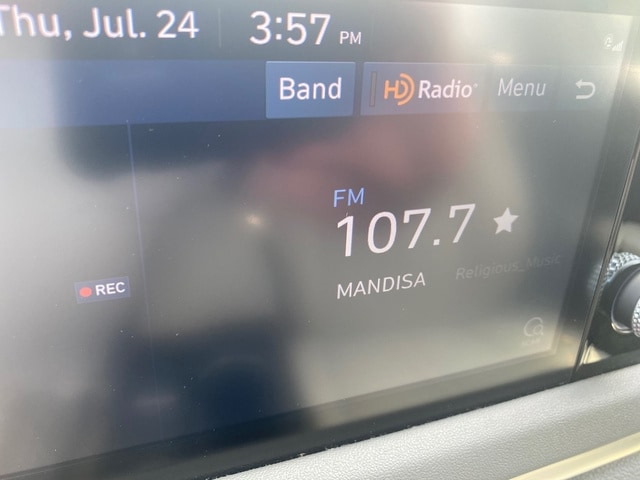 Thu, Jul. 24 3:57 PM
Band HD Radio Menu
FM
107.7
MANDISA Religious_Music
REC